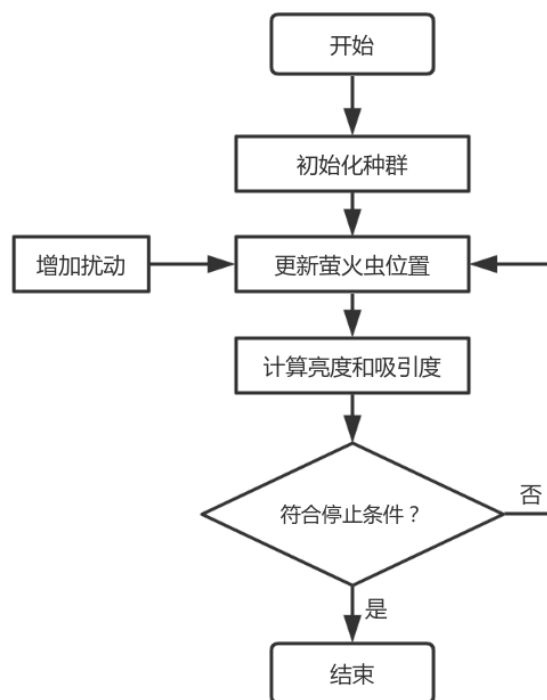 开始
初始化种群
增加扰动
更新萤火虫位置
计算亮度和吸引度
符合停止条件？
否
是
结束